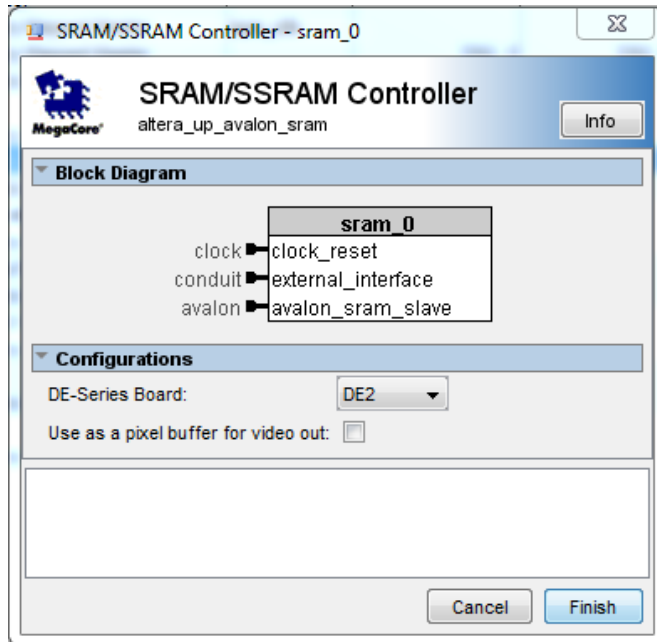 SRAM/SSRAM Controller - sram_0
MegaCore®
SRAM/SSRAM Controller
altera_up_avalon_sram
Info
Block Diagram
sram_0
clock clock_reset
conduit external_interface
avalon avalon_sram_slave
Configurations
DE-Series Board: DE2
Use as a pixel buffer for video out:
Cancel Finish